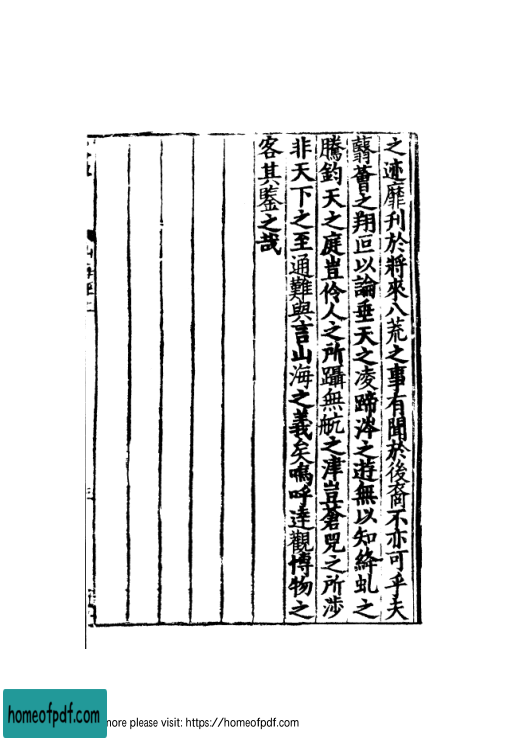 之迹靡刊於將來八荒之事有聞於後裔不亦可乎夫
蘙薈之翔叵以論垂天之凌蹄涔之遊無以知絳虬之
騰鈞天之庭豈伶人之所躡無航之津豈蒼兕之所涉
非天下之至通難與言山海之義矣嗚呼達觀博物之
客其鍳之哉
homeofpdf.com
more please visit: https://homeofpdf.com